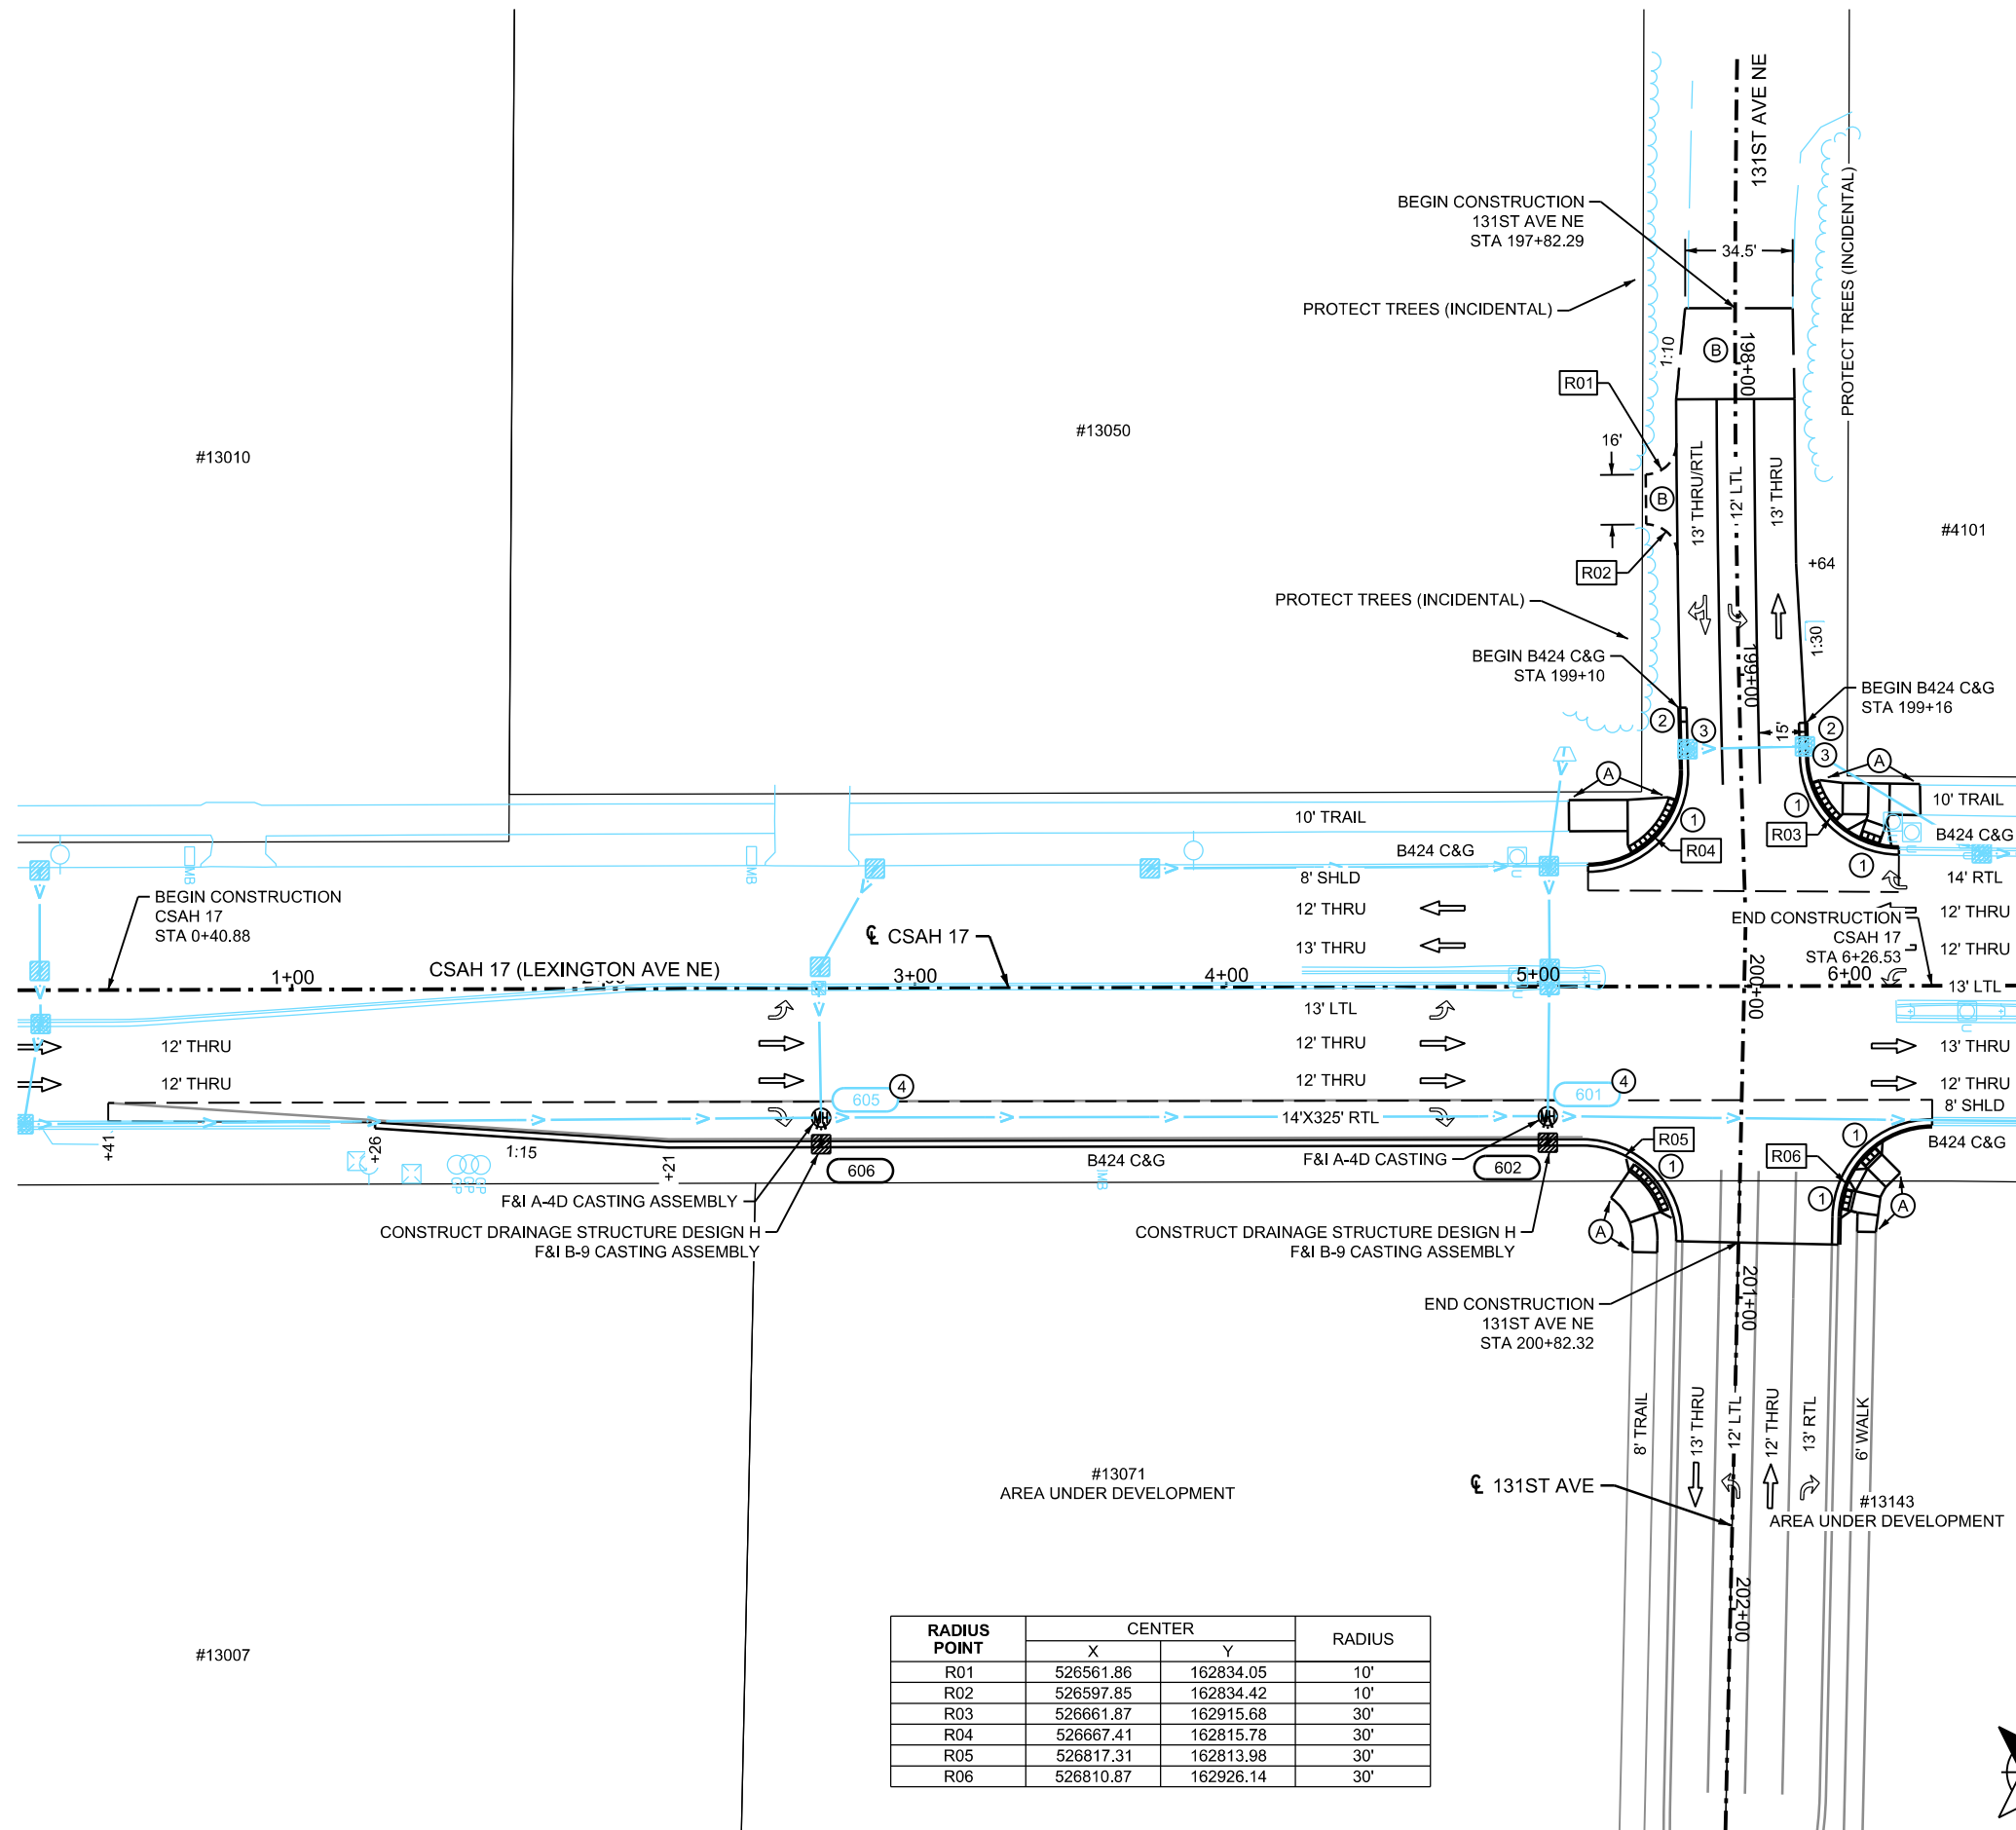 131ST AVE NE
BEGIN CONSTRUCTION
131ST AVE NE
STA 197+82.29
34.5'
PROTECT TREES (INCIDENTAL)
PROTECT TREES (INCIDENTAL)
1:10
B
198+00
R01
16'
B
R02
13' THRU/RTL
12' LTL
13' THRU
#13010
#13050
#4101
+64
PROTECT TREES (INCIDENTAL)
1:30
199+00
BEGIN B424 C&G
STA 199+10
BEGIN B424 C&G
STA 199+16
2
3
15'
2
3
A
A
1
1
R04
R03
1
10' TRAIL
10' TRAIL
B424 C&G
B424 C&G
MB
MB
8' SHLD
14' RTL
BEGIN CONSTRUCTION
CSAH 17
STA 0+40.88
12' THRU
12' THRU
END CONSTRUCTION
CSAH 17
STA 6+26.53
℄ CSAH 17
13' THRU
12' THRU
CSAH 17 (LEXINGTON AVE NE)
1+00
2+00
3+00
4+00
5+00
6+00
200+00
13' LTL
13' LTL
12' THRU
12' THRU
13' THRU
12' THRU
12' THRU
12' THRU
605
4
601
4
8' SHLD
MH
14'X325' RTL
MH
+41
+26
1:15
+21
B424 C&G
B424 C&G
606
602
F&I A-4D CASTING
R05
1
R06
1
1
MB
F&I A-4D CASTING ASSEMBLY
CONSTRUCT DRAINAGE STRUCTURE DESIGN H
F&I B-9 CASTING ASSEMBLY
CONSTRUCT DRAINAGE STRUCTURE DESIGN H
F&I B-9 CASTING ASSEMBLY
A
A
END CONSTRUCTION
131ST AVE NE
STA 200+82.32
201+00
8' TRAIL
13' THRU
12' LTL
12' THRU
13' RTL
6' WALK
#13071
AREA UNDER DEVELOPMENT
℄ 131ST AVE
#13143
AREA UNDER DEVELOPMENT
202+00
#13007
RADIUS POINT CENTER RADIUS
X Y
R01 526561.86 162834.05 10'
R02 526597.85 162834.42 10'
R03 526661.87 162915.68 30'
R04 526667.41 162815.78 30'
R05 526817.31 162813.98 30'
R06 526810.87 162926.14 30'